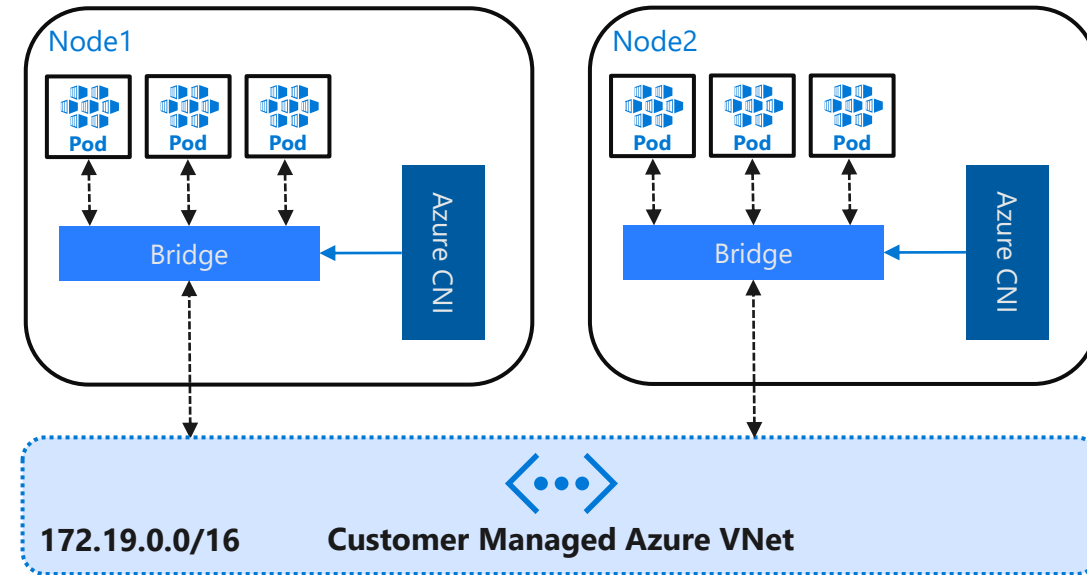 Node1
Node2
Pod
Pod
Pod
Pod
Pod
Pod
Bridge
Azure CNI
Bridge
Azure CNI
172.19.0.0/16
Customer Managed Azure VNet